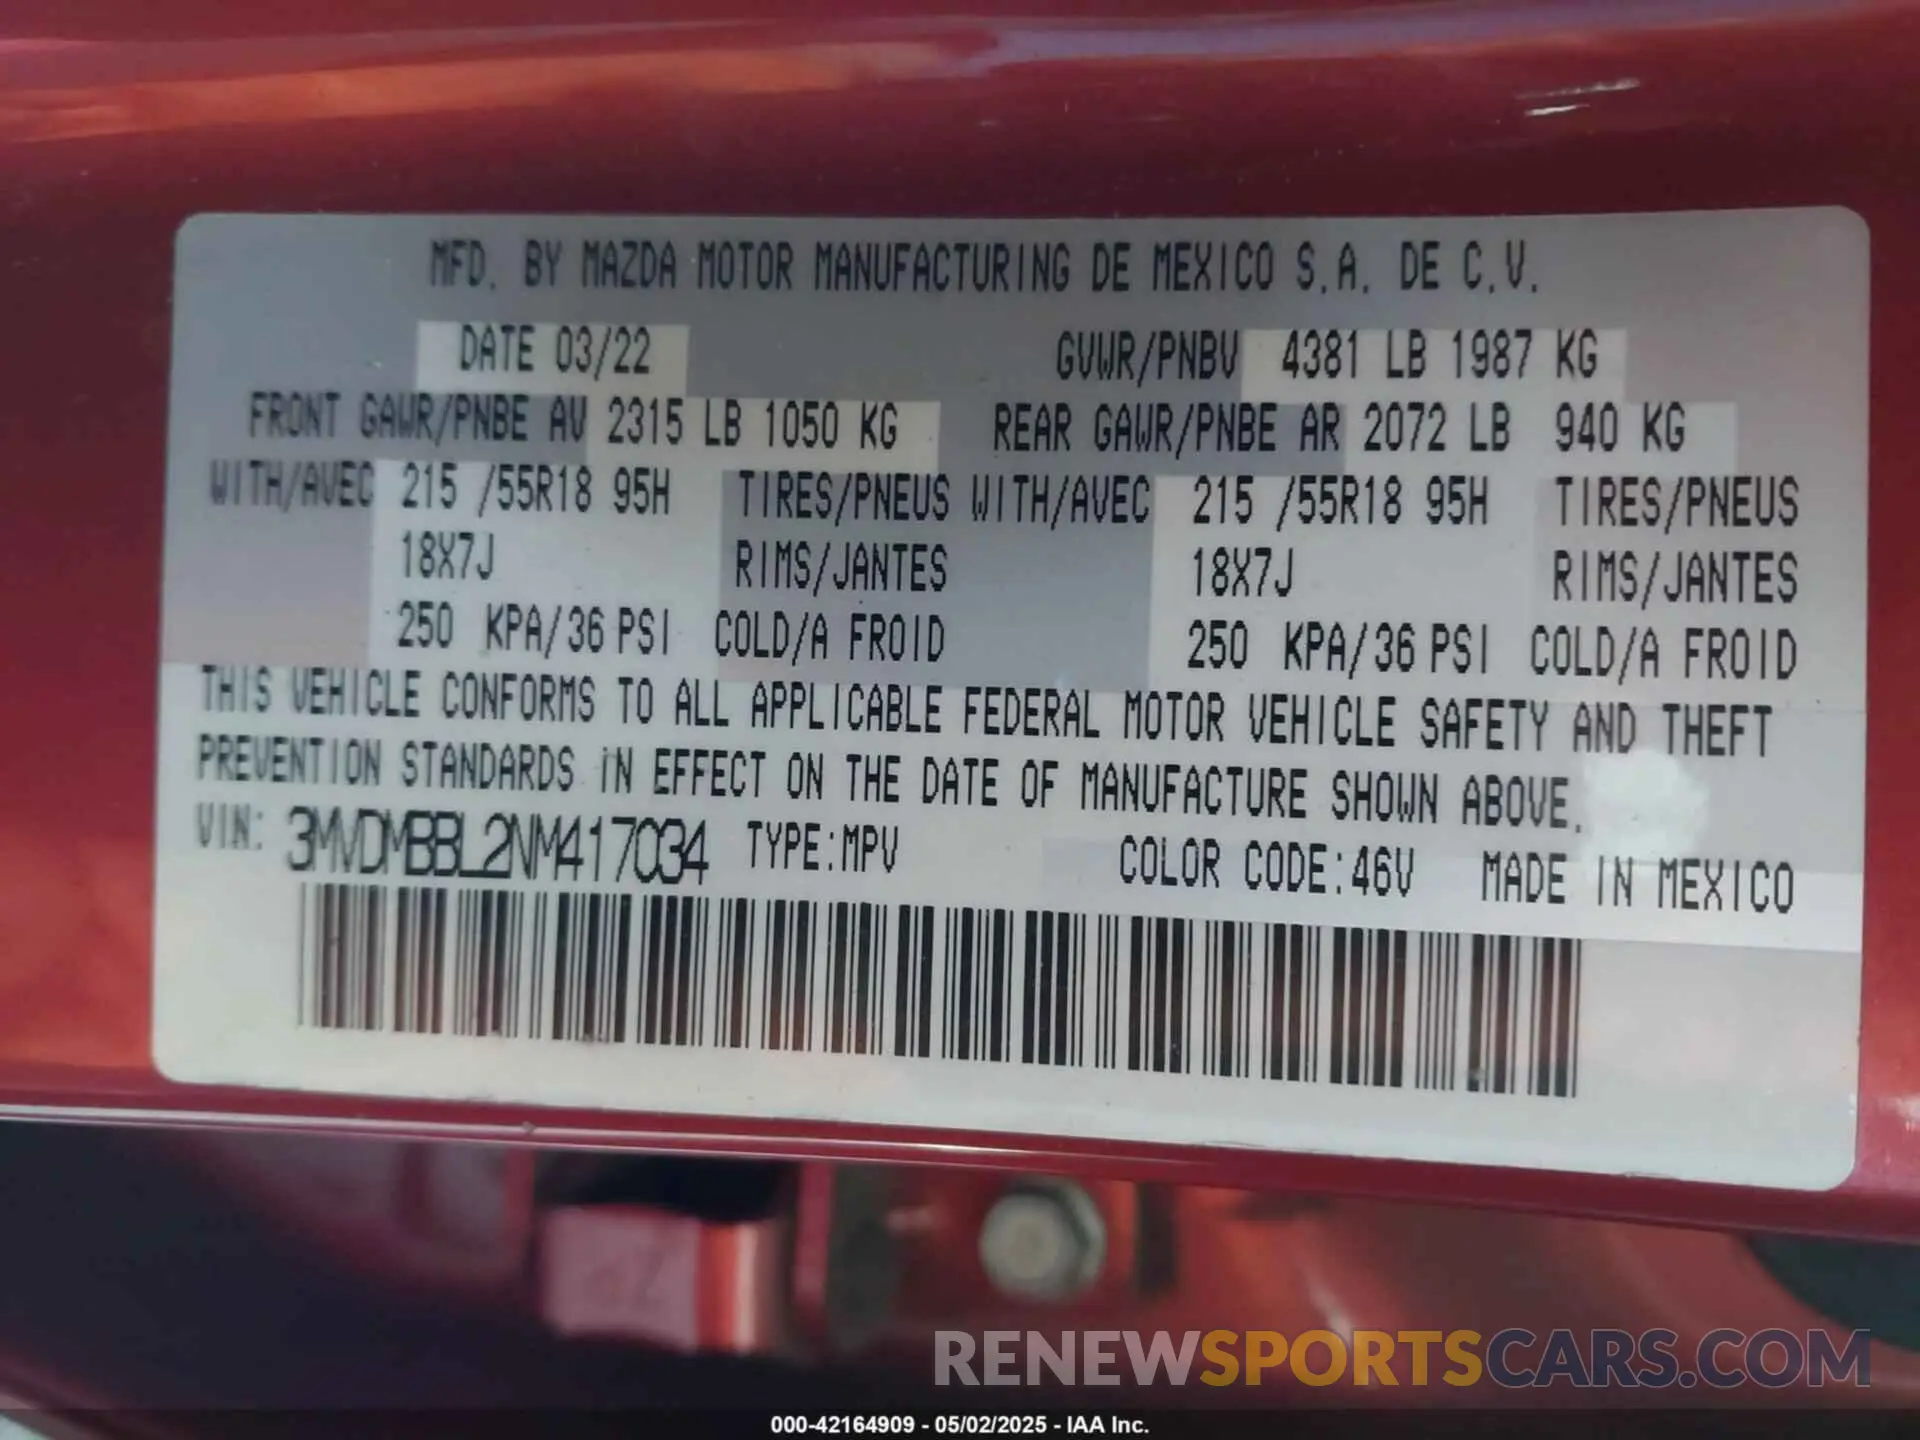 MFD. BY MAZDA MOTOR MANUFACTURING DE MEXICO S.A. DE C.V.
DATE 03/22 GVWR/PNBV 4381 LB 1987 KG
FRONT GAWR/PNBE AV 2315 LB 1050 KG REAR GAWR/PNBE AR 2072 LB 940 KG
WITH/AVEC 215 /55R18 95H TIRES/PNEUS WITH/AVEC 215 /55R18 95H TIRES/PNEUS
18X7J RIMS/JANTES 18X7J RIMS/JANTES
250 KPA/36 PSI COLD/A FROID 250 KPA/36 PSI COLD/A FROID
THIS VEHICLE CONFORMS TO ALL APPLICABLE FEDERAL MOTOR VEHICLE SAFETY AND THEFT
PREVENTION STANDARDS IN EFFECT ON THE DATE OF MANUFACTURE SHOWN ABOVE.
VIN: 3MVDMBBL2NM417034 TYPE:MPV COLOR CODE:46V MADE IN MEXICO
RENEWSPORTSCARS.COM
000-42164909 - 05/02/2025 - IAA Inc.